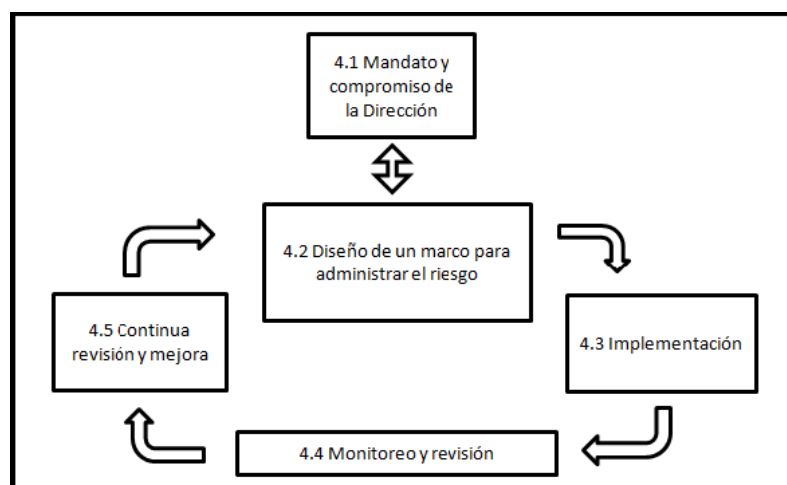 4.1 Mandato y
compromiso de
la Dirección
4.2 Diseño de un marco para
administrar el riesgo
4.5 Continua
revisión y mejora
4.3 Implementación
4.4 Monitoreo y revisión